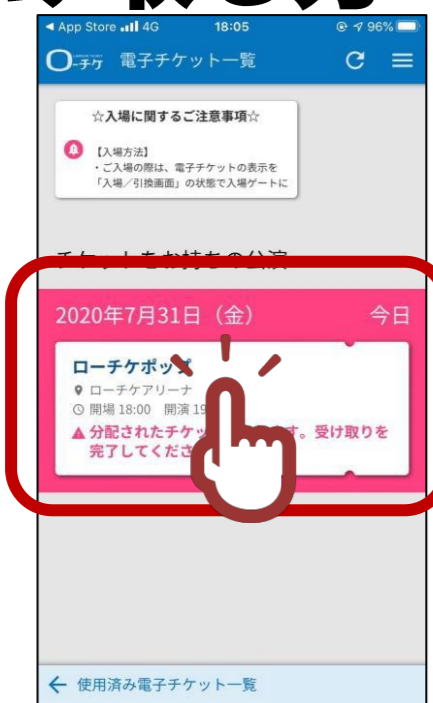 App Store 4G 18:05 96%
O-チケ 電子チケット一覧
☆入場に関するご注意事項☆
【入場方法】
・ご入場の際は、電子チケットの表示を
「入場/引換画面」の状態で入場ゲートに
チケットをお持ちの公演
2020年7月31日(金) 今日
ローチケポップ
ローチケアリーナ
開場 18:00 開演 19
分配されたチケッ ます。受け取りを
完了してくださ
使用済み電子チケット一覧